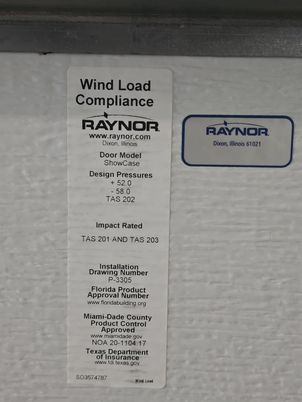 Wind Load
Compliance
RAYNOR
www.raynor.com
Dixon, Illinois
Door Model
ShowCase
Design Pressures
+ 52.0
- 58.0
TAS 202
Impact Rated
TAS 201 AND TAS 203
Installation
Drawing Number
P-3305
Florida Product
Approval Number
www.floridabuilding.org
Miami-Dade County
Product Control
Approved
www.miamidade.gov
NOA 20-1104.17
Texas Department
of Insurance
www.tdi.texas.gov
SO3574787
Wind Load
RAYNOR
Dixon, Illinois 61021